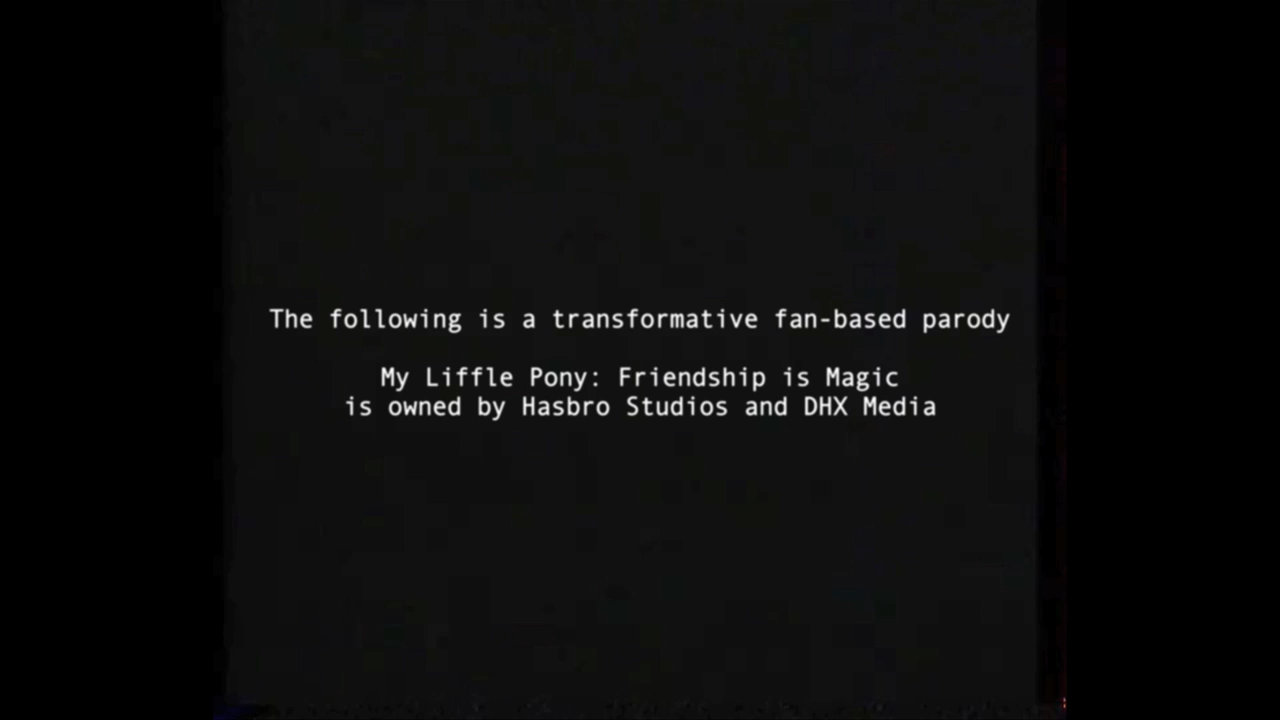 The following is a transformative fan-based parody
My Liffle Pony: Friendship is Magic
is owned by Hasbro Studios and DHX Media